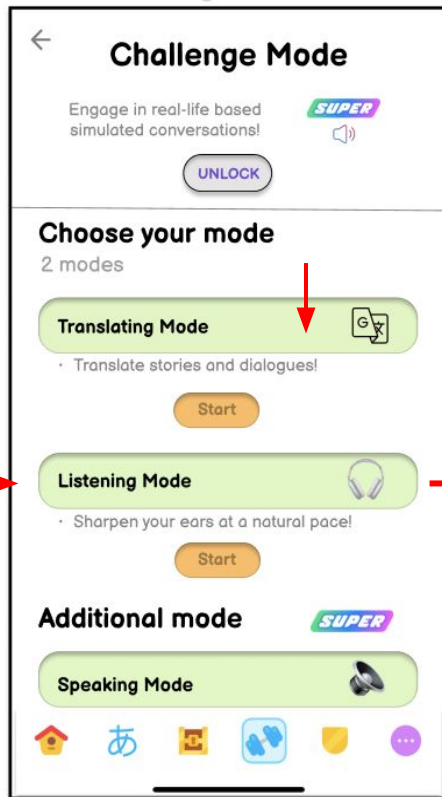 Challenge Mode
Engage in real-life based
simulated conversations!
SUPER
UNLOCK
Choose your mode
2 modes
Translating Mode
G 文
· Translate stories and dialogues!
Start
Listening Mode
· Sharpen your ears at a natural pace!
Start
Additional mode
SUPER
Speaking Mode
あ